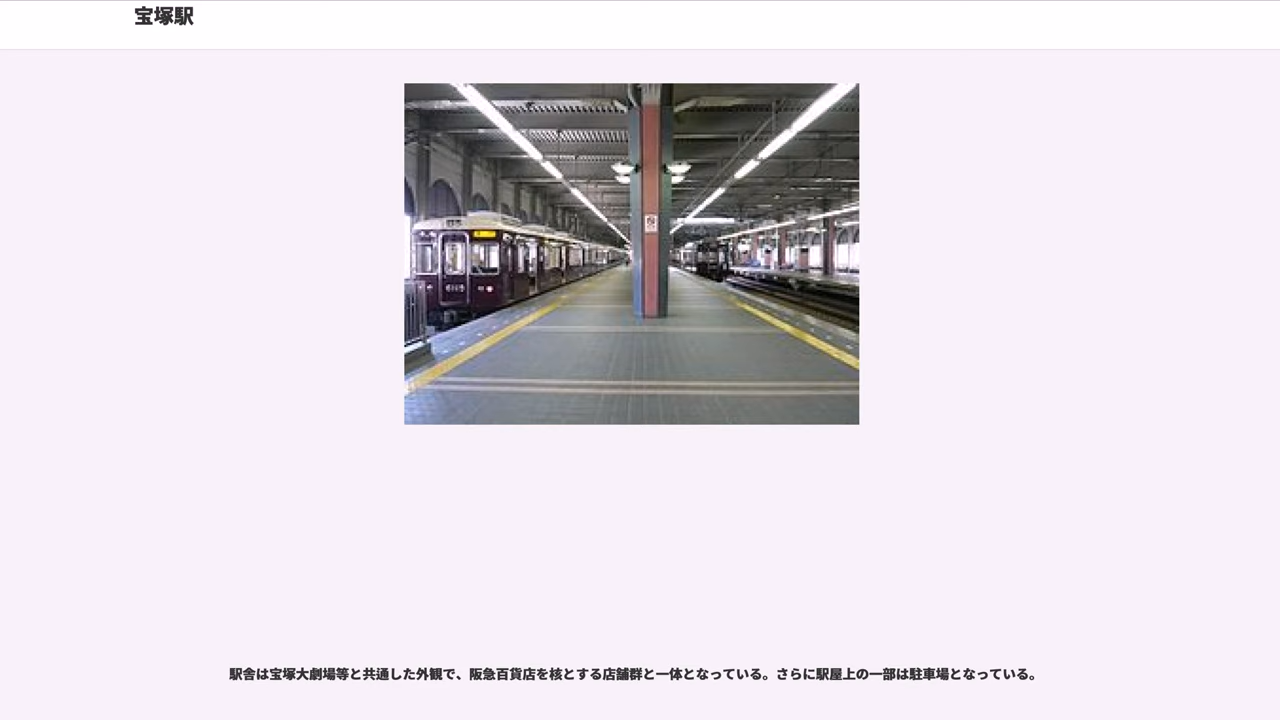 宝塚駅
駅舎は宝塚大劇場等と共通した外観で、阪急百貨店を核とする店舗群と一体となっている。さらに駅屋上の一部は駐車場となっている。